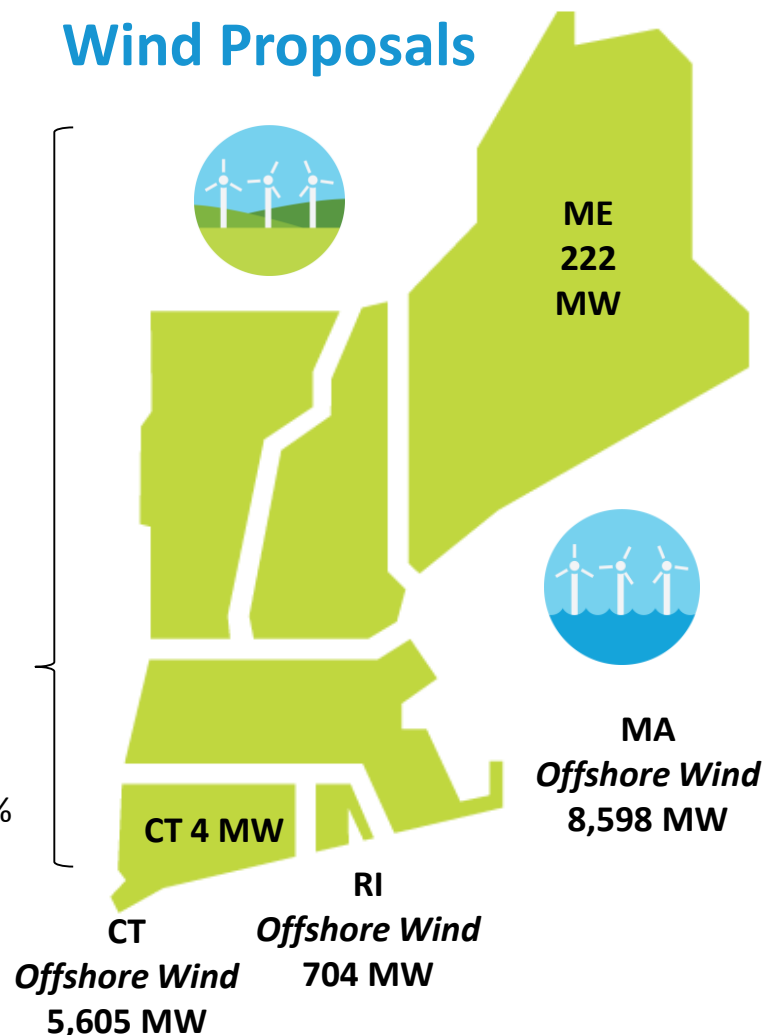 Wind Proposals
ME
222
MW
MA
Offshore Wind
8,598 MW
%
CT 4 MW
RI
Offshore Wind
704 MW
CT
Offshore Wind
5,605 MW